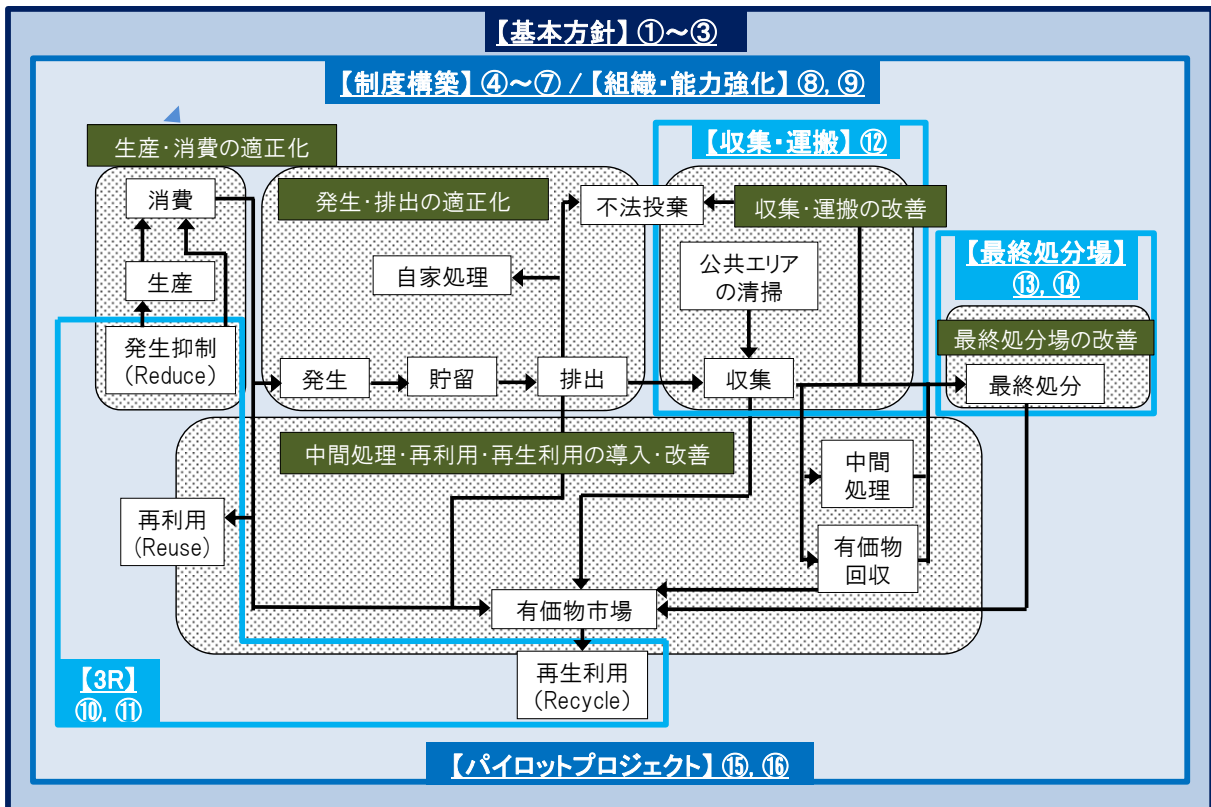 【基本方針】①～③
【制度構築】④～⑦ /【組織・能力強化】⑧, ⑨
生産・消費の適正化
【収集・運搬】⑫
消費
発生・排出の適正化
不法投棄
収集・運搬の改善
生産
自家処理
公共エリア
の清掃
【最終処分場】
⑬, ⑭
発生抑制
(Reduce)
最終処分場の改善
発生
貯留
排出
収集
最終処分
中間処理・再利用・再生利用の導入・改善
中間
処理
再利用
(Reuse)
有価物
回収
有価物市場
再生利用
(Recycle)
【3R】
⑩, ⑪
【パイロットプロジェクト】⑮, ⑯